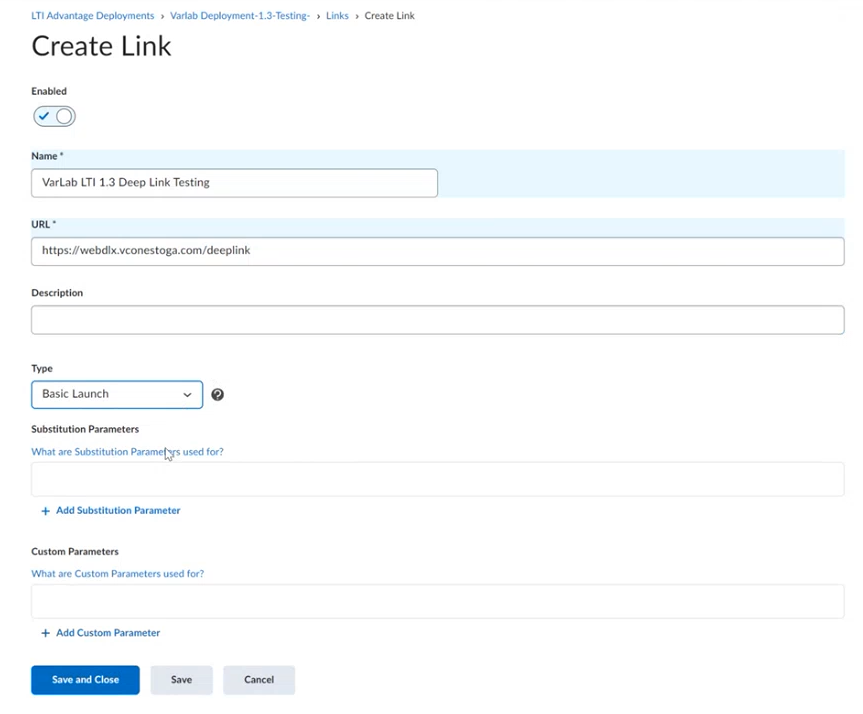 LTI Advantage Deployments › Varlab Deployment-1.3-Testing- › Links › Create Link
Create Link
Enabled
Name *
VarLab LTI 1.3 Deep Link Testing
URL *
https://webdlx.vconestoga.com/deeplink
Description
Type
Basic Launch
Substitution Parameters
What are Substitution Parameters used for?
+ Add Substitution Parameter
Custom Parameters
What are Custom Parameters used for?
+ Add Custom Parameter
Save and Close Save Cancel